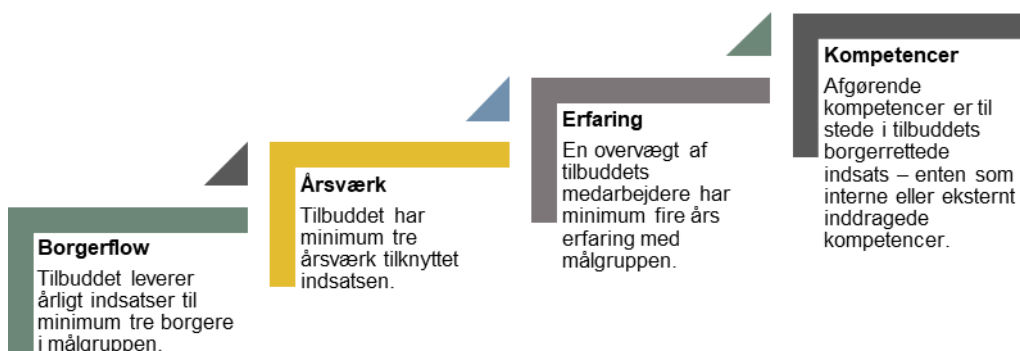 Borgerflow
Tilbuddet leverer
årligt indsatser til
minimum tre borgere
i målgruppen.
Årsværk
Tilbuddet har
minimum tre
årsværk tilknyttet
indsatsen.
Erfaring
En overvægt af
tilbuddets
medarbejdere har
minimum fire års
erfaring med
målgruppen.
Kompetencer
Afgørende
kompetencer er til
stede i tilbuddets
borgerrettede
indsats – enten som
interne eller eksternt
inddragede
kompetencer.